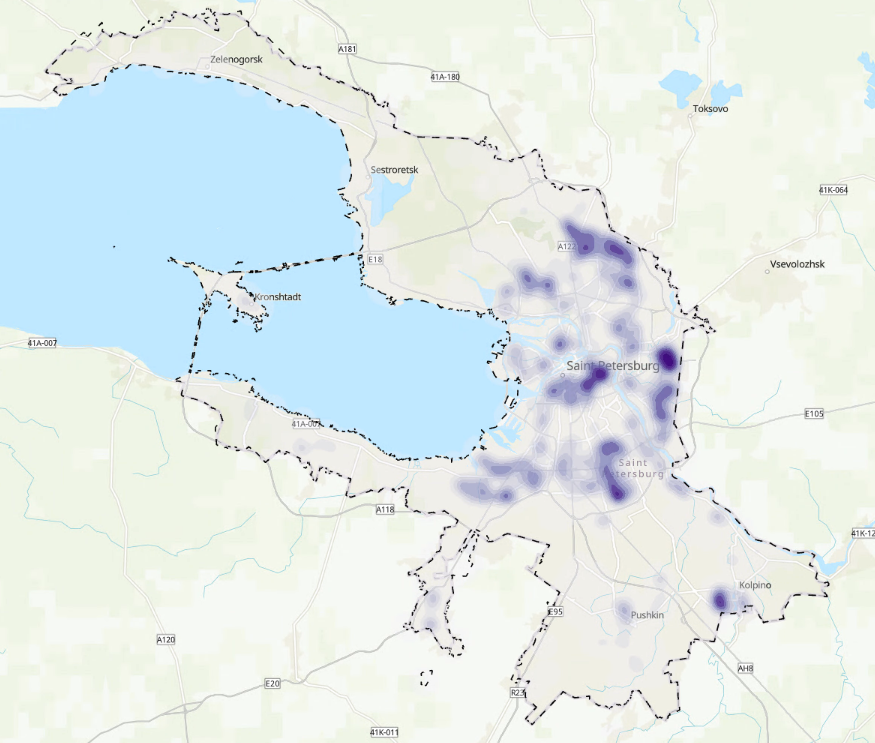 Zelenogorsk
A181
41A-180
Toksovo
Sestroretsk
41K-064
A122
E18
Vsevolozhsk
Kronshtadt
41A-007
Saint Petersburg
E105
41A-007
Saint
tersburg
A118
41K-12
Kolpino
E95
Pushkin
A120
AH8
E20
R23
41K-011